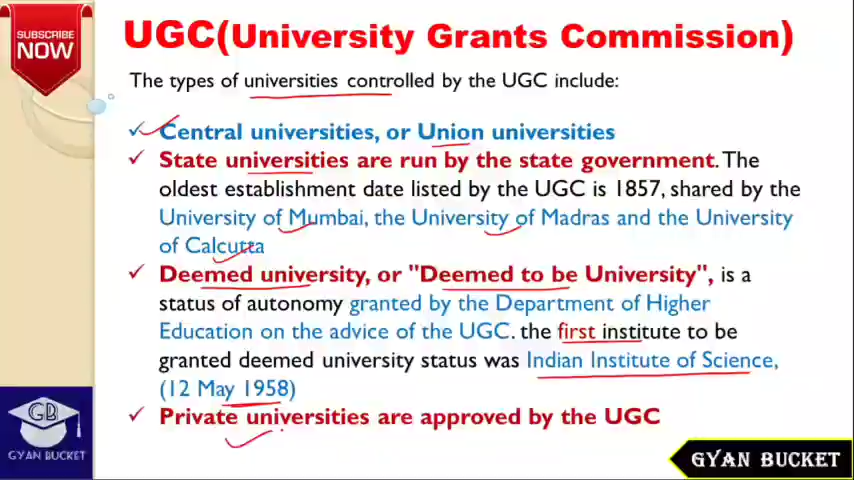 SUBSCRIBE
NOW
UGC(University Grants Commission)
The types of universities controlled by the UGC include:
✓ Central universities, or Union universities
✓ State universities are run by the state government. The
oldest establishment date listed by the UGC is 1857, shared by the
University of Mumbai, the University of Madras and the University
of Calcutta
✓ Deemed university, or "Deemed to be University", is a
status of autonomy granted by the Department of Higher
Education on the advice of the UGC. the first institute to be
granted deemed university status was Indian Institute of Science,
(12 May 1958)
✓ Private universities are approved by the UGC
GB
GYAN BUCKET
GYAN BUCKET